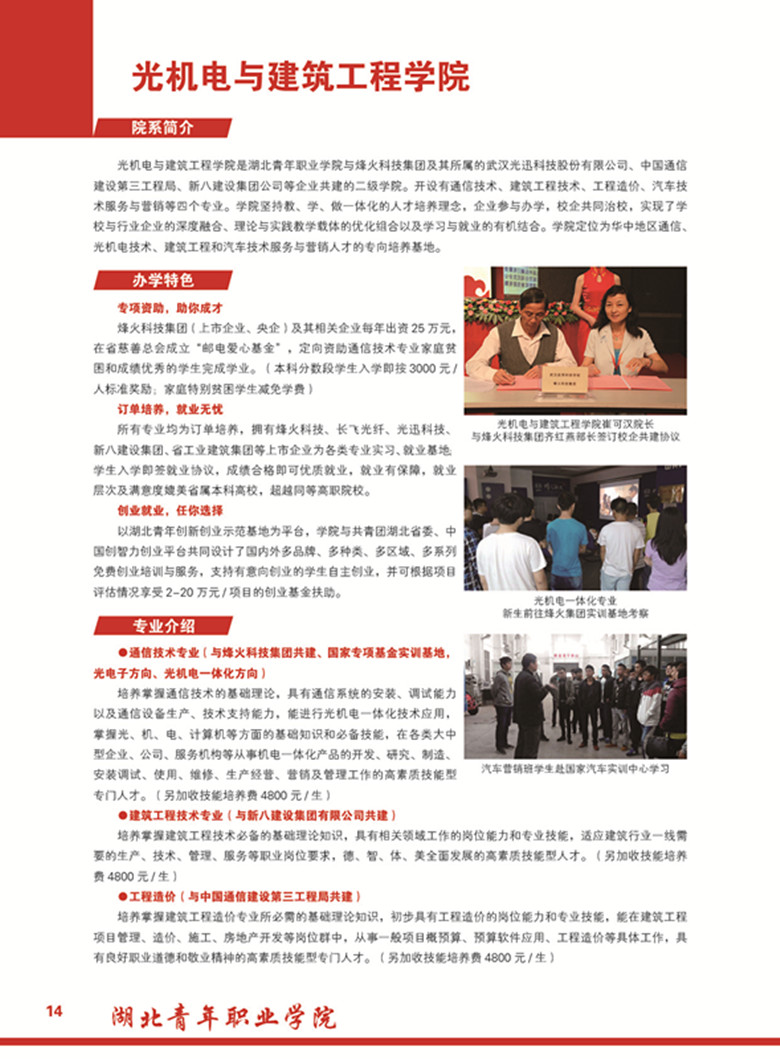 光机电与建筑工程学院
院系简介
光机电与建筑工程学院是湖北青年职业学院与烽火科技集团及其所属的武汉光迅科技股份有限公司、中国通信
建设第三工程局、新八建设集团公司等企业共建的二级学院。开设有通信技术、建筑工程技术、工程造价、汽车技
术服务与营销等四个专业。学院坚持教、学、做一体化的人才培养理念，企业参与办学，校企共同治校，实现了学
校与行业企业的深度融合、理论与实践教学载体的优化组合以及学习与就业的有机结合。学院定位为华中地区通信、
光机电技术、建筑工程和汽车技术服务与营销人才的专向培养基地。
办学特色
专项资助，助你成才
烽火科技集团（上市企业、央企）及其相关企业每年出资 25 万元，
在省慈善总会成立“邮电爱心基金”，定向资助通信技术专业家庭贫
困和成绩优秀的学生完成学业。（本科分数段学生入学即按 3000 元 /
人标准奖励；家庭特别贫困学生减免学费）
订单培养，就业无忧
所有专业均为订单培养，拥有烽火科技、长飞光纤、光迅科技、
新八建设集团、省工业建筑集团等上市企业为各类专业实习、就业基地；
学生入学即签就业协议，成绩合格即可优质就业，就业有保障，就业
层次及满意度媲美省属本科高校，超越同等高职院校。
创业就业，任你选择
以湖北青年创新创业示范基地为平台，学院与共青团湖北省委、中
国创智力创业平台共同设计了国内外多品牌、多种类、多区域、多系列
免费创业培训与服务，支持有意向创业的学生自主创业，并可根据项目
评估情况享受 2-20 万元 / 项目的创业基金扶助。
光机电与建筑工程学院崔可汉院长
与烽火科技集团齐红燕部长签订校企共建协议
光机电一体化专业
新生前往烽火集团实训基地考察
汽车营销班学生赴国家汽车实训中心学习
专业介绍
●通信技术专业（与烽火科技集团共建、国家专项基金实训基地，
光电子方向、光机电一体化方向）
培养掌握通信技术的基础理论，具有通信系统的安装、调试能力
以及通信设备生产、技术支持能力，能进行光机电一体化技术应用，
掌握光、机、电、计算机等方面的基础知识和必备技能，在各类大中
型企业、公司、服务机构等从事机电一体化产品的开发、研究、制造、
安装调试、使用、维修、生产经营、营销及管理工作的高素质技能型
专门人才。（另加收技能培养费 4800 元 / 生）
●建筑工程技术专业（与新八建设集团有限公司共建）
培养掌握建筑工程技术必备的基础理论知识，具有相关领域工作的岗位能力和专业技能，适应建筑行业一线需
要的生产、技术、管理、服务等职业岗位要求，德、智、体、美全面发展的高素质技能型人才。（另加收技能培养
费 4800 元 / 生）
●工程造价（与中国通信建设第三工程局共建）
培养掌握建筑工程造价专业所必需的基础理论知识，初步具有工程造价的岗位能力和专业技能，能在建筑工程
项目管理、造价、施工、房地产开发等岗位群中，从事一般项目概预算、预算软件应用、工程造价等具体工作，具
有良好职业道德和敬业精神的高素质技能型专门人才。（另加收技能培养费 4800 元 / 生）
14
湖北青年职业学院